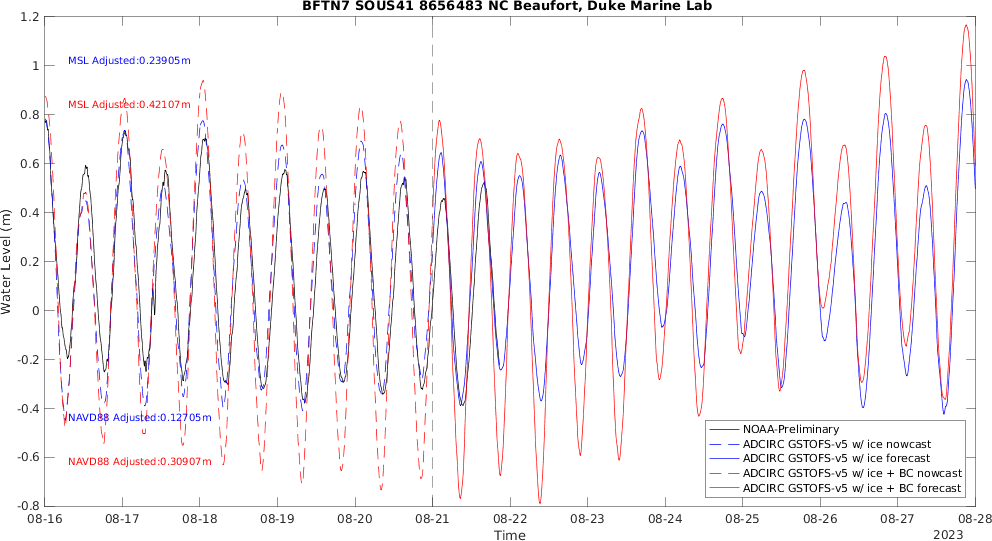 BFTN7 SOUS41 8656483 NC Beaufort, Duke Marine Lab
1.2
1
0.8
0.6
0.4
0.2
0
-0.2
-0.4
-0.6
-0.8
Water Level (m)
MSL Adjusted:0.23905m
MSL Adjusted:0.42107m
NAVD88 Adjusted:0.12705m
NAVD88 Adjusted:0.30907m
NOAA-Preliminary
ADCIRC GSTOFS-v5 w/ ice nowcast
ADCIRC GSTOFS-v5 w/ ice forecast
ADCIRC GSTOFS-v5 w/ ice + BC nowcast
ADCIRC GSTOFS-v5 w/ ice + BC forecast
08-16 08-17 08-18 08-19 08-20 08-21 08-22 08-23 08-24 08-25 08-26 08-27 08-28
Time
2023